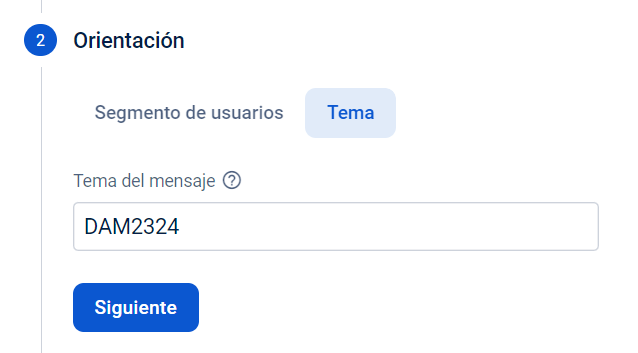 2 Orientación
Segmento de usuarios Tema
Tema del mensaje ?
DAM2324
Siguiente